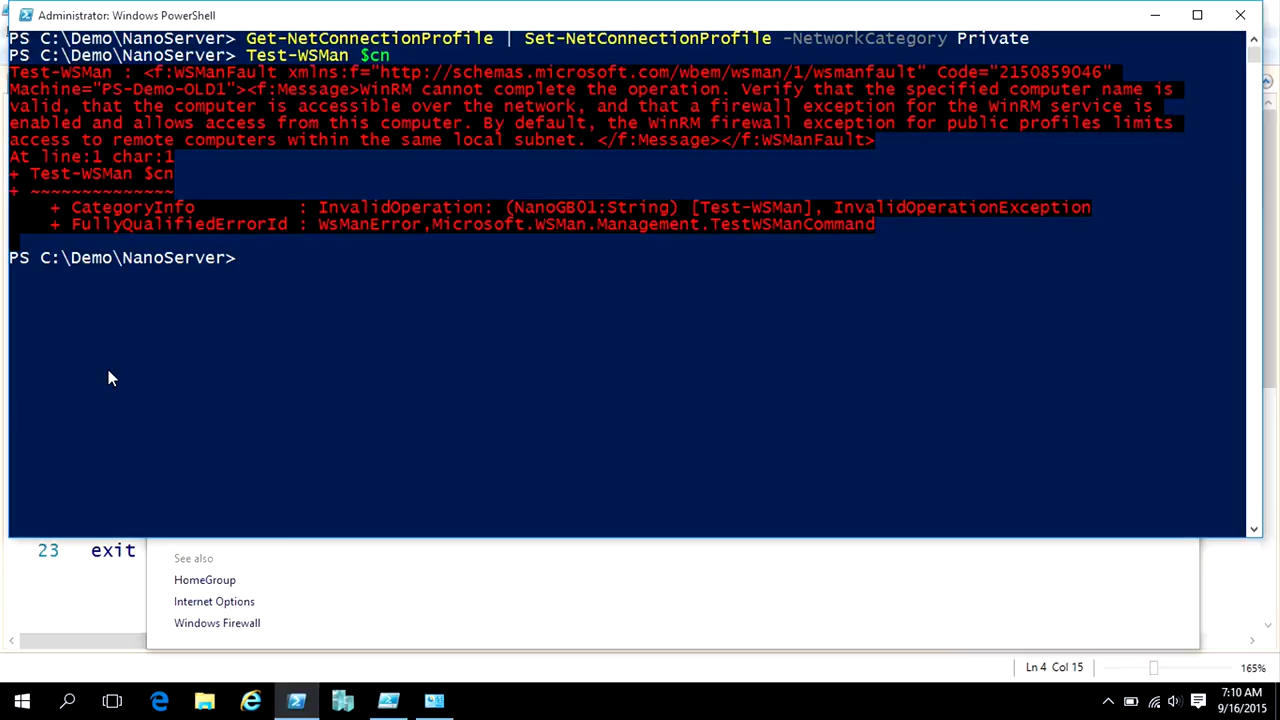 Administrator: Windows PowerShell
PS C:\Demo\NanoServer> Get-NetConnectionProfile | Set-NetConnectionProfile -NetworkCategory Private
PS C:\Demo\NanoServer> Test-WSMan $cn
Test-WSMan : <f:WSManFault xmlns:f="http://schemas.microsoft.com/wbem/wsman/1/wsmanfault" Code="2150859046"
Machine="PS-Demo-OLD1"><f:Message>WinRM cannot complete the operation. Verify that the specified computer name is
valid, that the computer is accessible over the network, and that a firewall exception for the WinRM service is
enabled and allows access from this computer. By default, the WinRM firewall exception for public profiles limits
access to remote computers within the same local subnet. </f:Message></f:WSManFault>
At line:1 char:1
+ Test-WSMan $cn
+ ~~~~~~~~~~~~~~
+ CategoryInfo : InvalidOperation: (NanoGB01:String) [Test-WSMan], InvalidOperationException
+ FullyQualifiedErrorId : WsManError,Microsoft.WSMan.Management.TestWSManCommand
PS C:\Demo\NanoServer>
23 exit
See also
HomeGroup
Internet Options
Windows Firewall
Ln 4 Col 15
165%
7:10 AM
9/16/2015